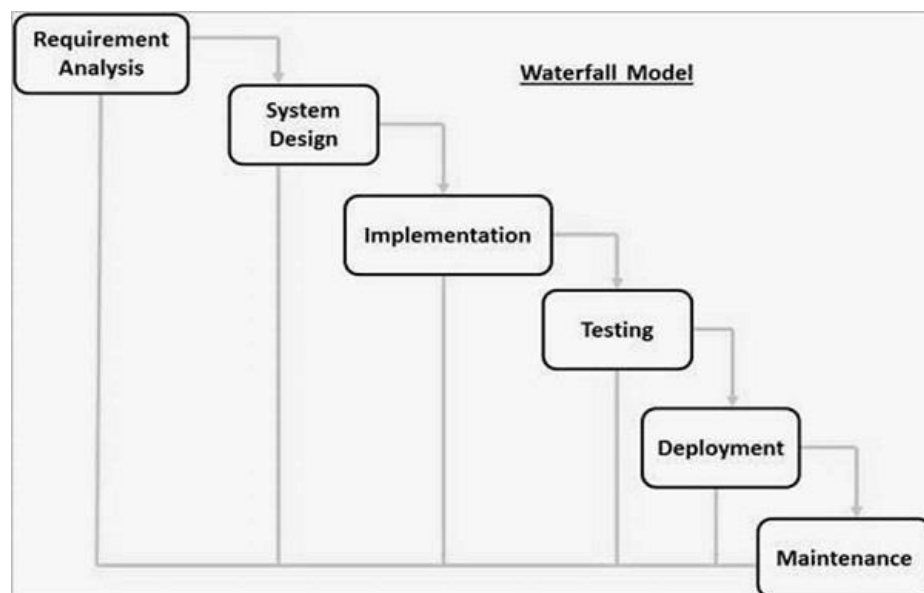 Requirement
Analysis
Waterfall Model
System
Design
Implementation
Testing
Deployment
Maintenance